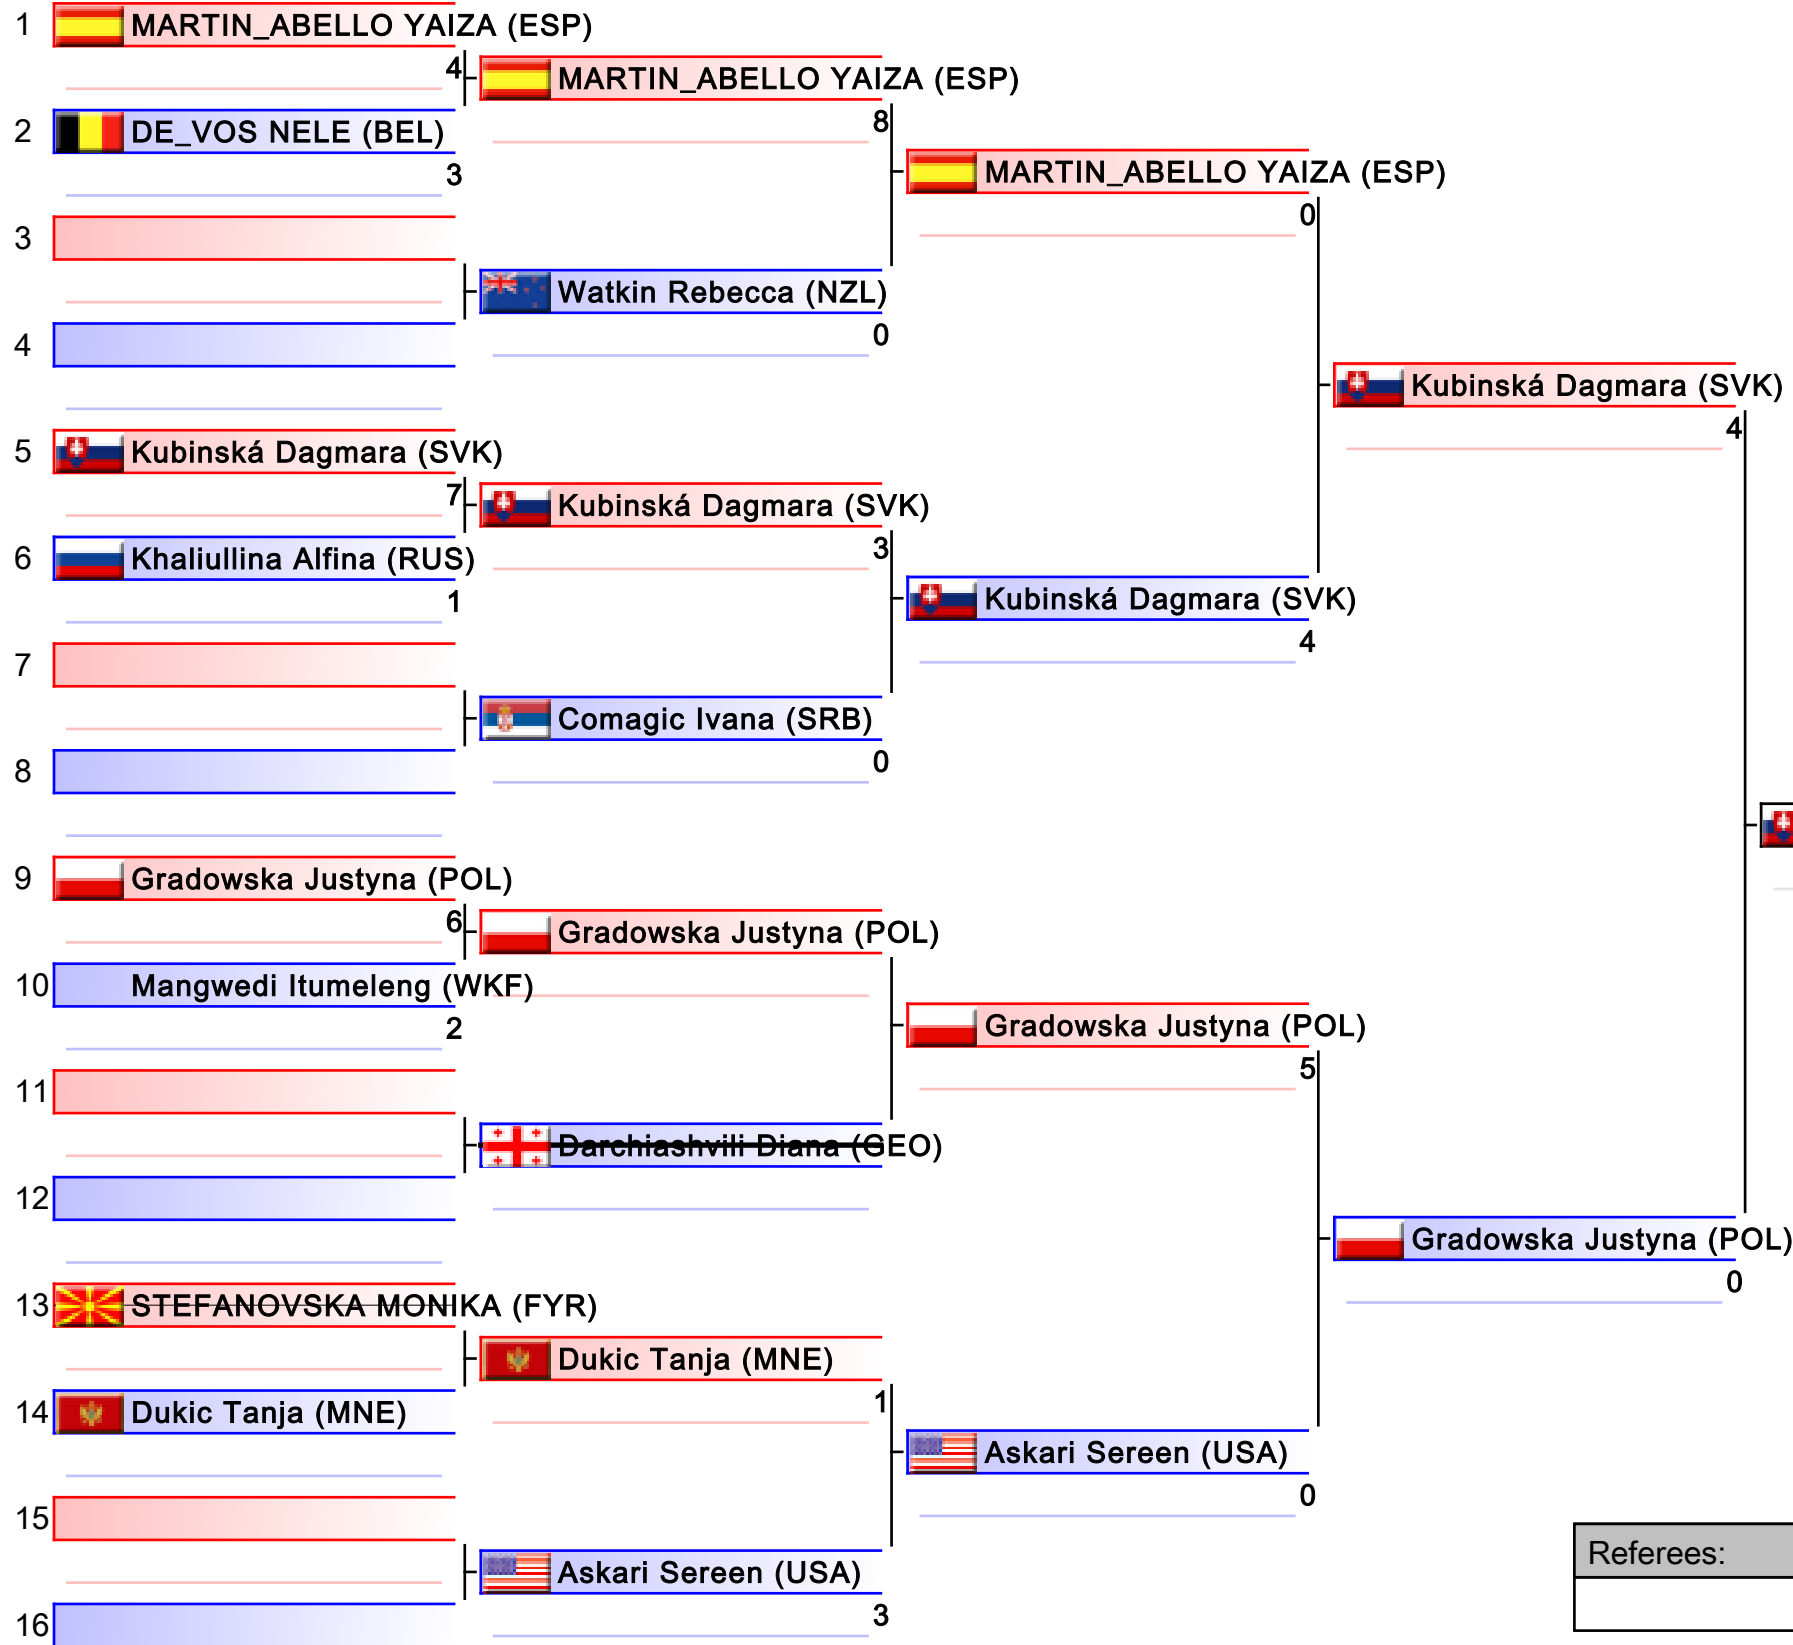 1 MARTIN_ABELLO YAIZA (ESP)
4
MARTIN_ABELLO YAIZA (ESP)
8
2 DE_VOS NELE (BEL)
3
MARTIN_ABELLO YAIZA (ESP)
0
3
Watkin Rebecca (NZL)
0
4
Kubinská Dagmara (SVK)
4
5 Kubinská Dagmara (SVK)
7
Kubinská Dagmara (SVK)
3
6 Khaliullina Alfina (RUS)
1
Kubinská Dagmara (SVK)
4
7
Comagic Ivana (SRB)
0
8
9 Gradowska Justyna (POL)
6
Gradowska Justyna (POL)
10 Mangwedi Itumeleng (WKF)
2
Gradowska Justyna (POL)
5
11
Darchiashvili Diana (GEO)
12
Gradowska Justyna (POL)
0
13 STEFANOVSKA MONIKA (FYR)
Dukic Tanja (MNE)
1
14 Dukic Tanja (MNE)
Askari Sereen (USA)
0
15
Askari Sereen (USA)
3
16
Referees: